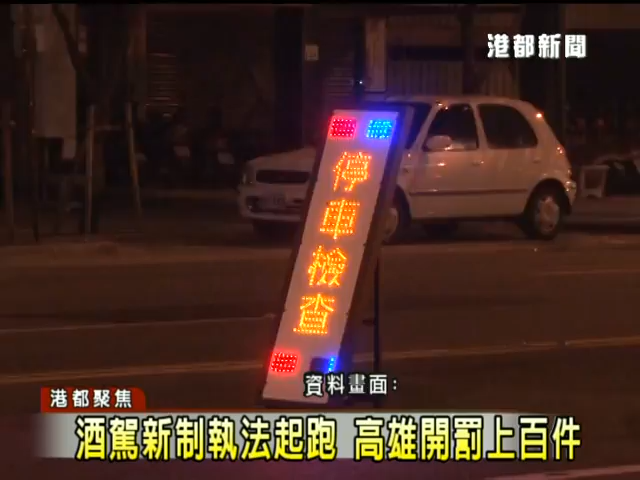 港都新聞
停車檢查
資料畫面：
港都聚焦
酒駕新制執法起跑 高雄開罰上百件